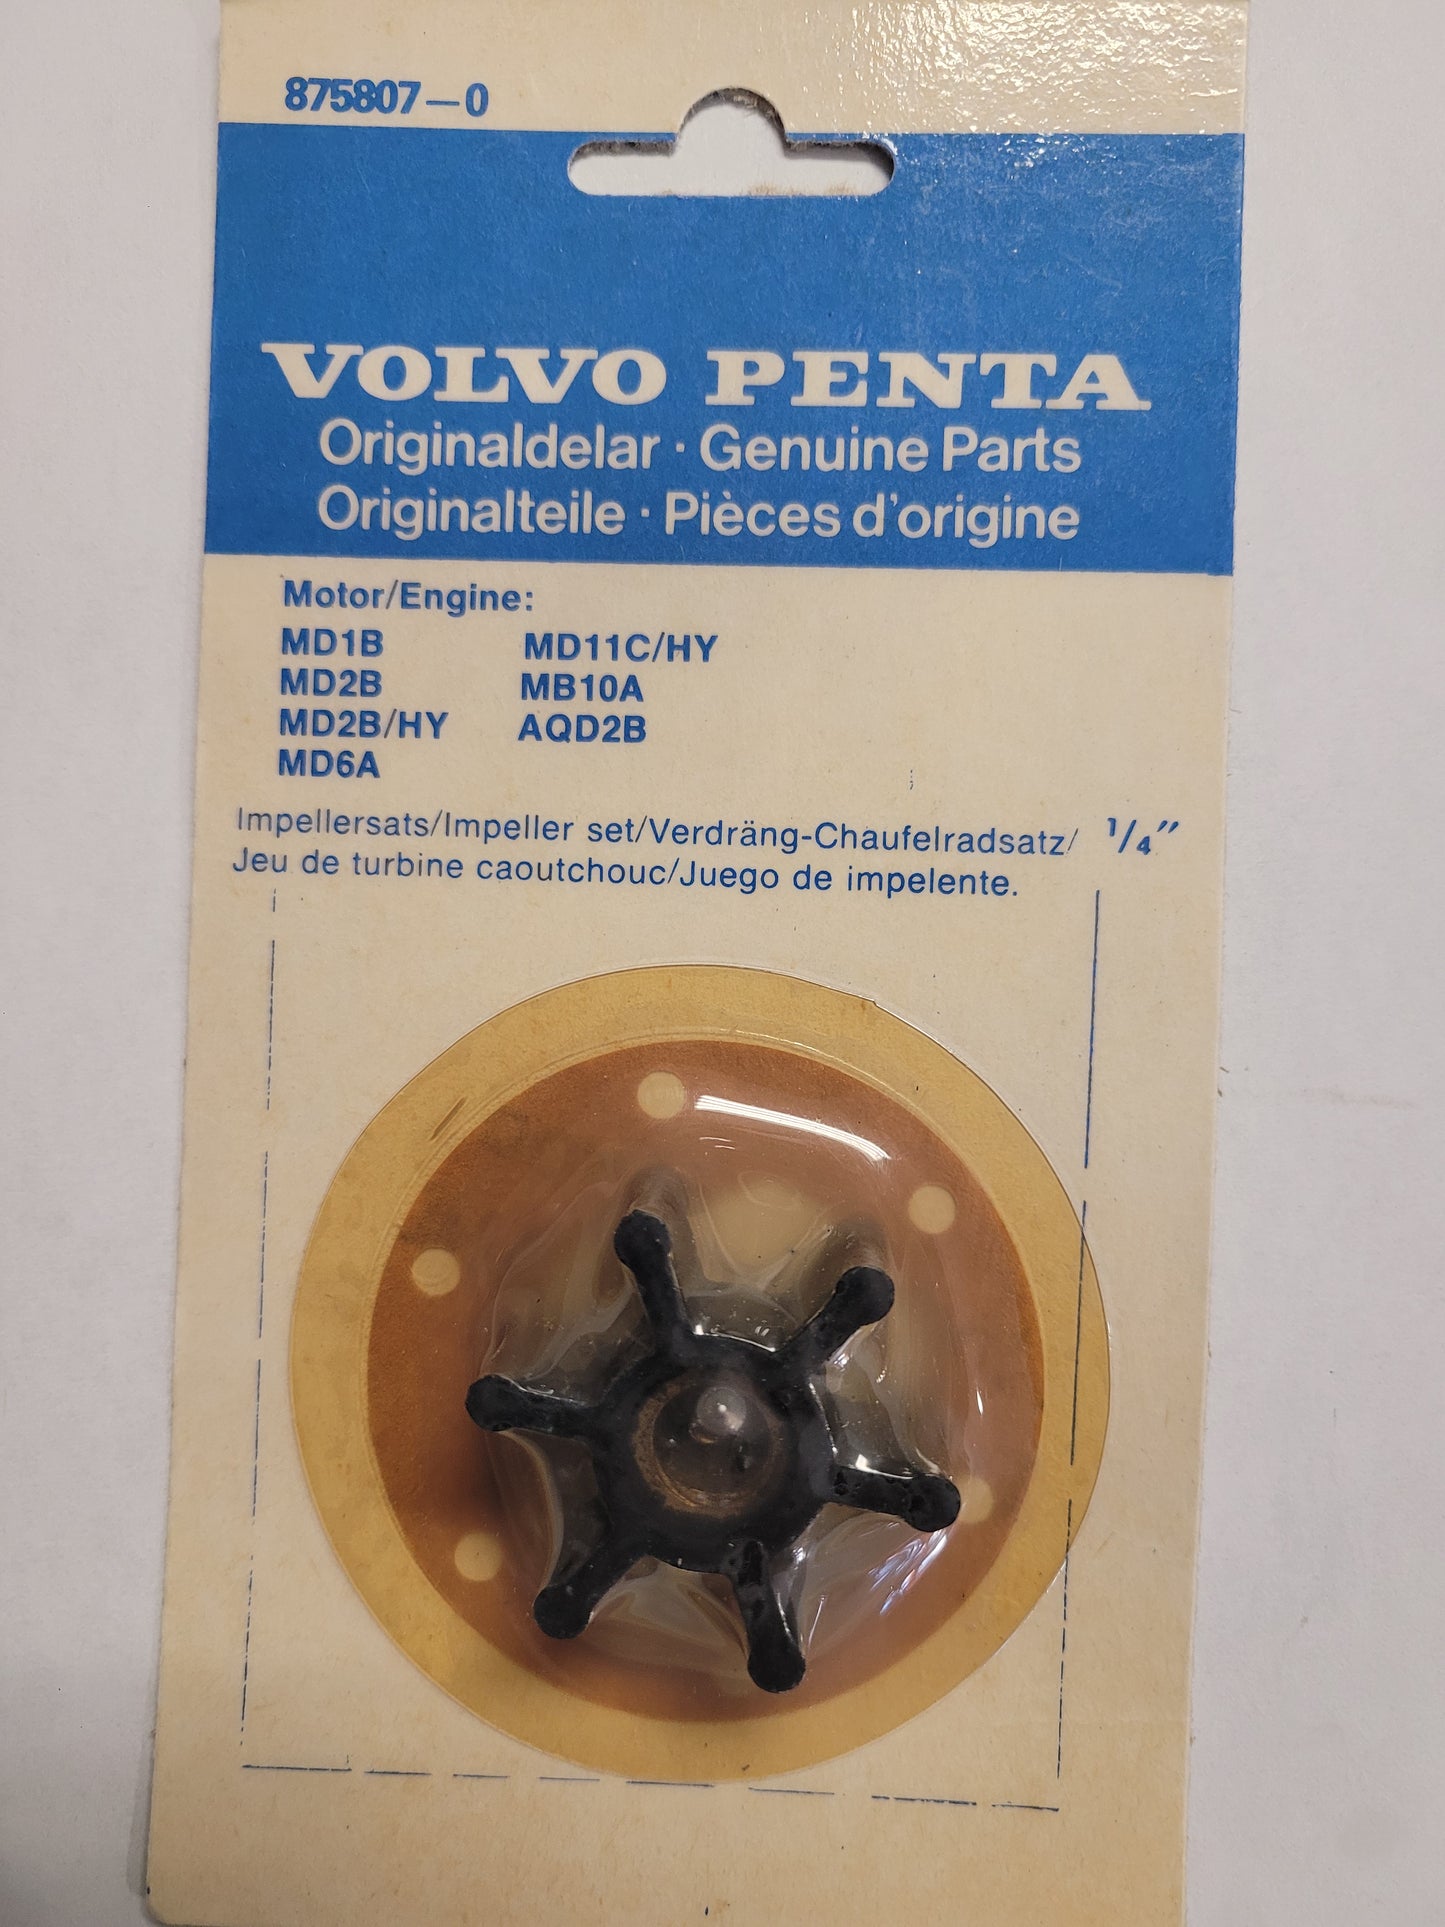 875807-0
VOLVO PENTA
Originaldelar · Genuine Parts
Originalteile · Pièces d'origine
Motor/Engine:
MD1B MD11C/HY
MD2B MB10A
MD2B/HY AQD2B
MD6A
Impellersats/Impeller set/Verdräng-Chaufelradsatz/ 1/4"
Jeu de turbine caoutchouc/Juego de impelente.